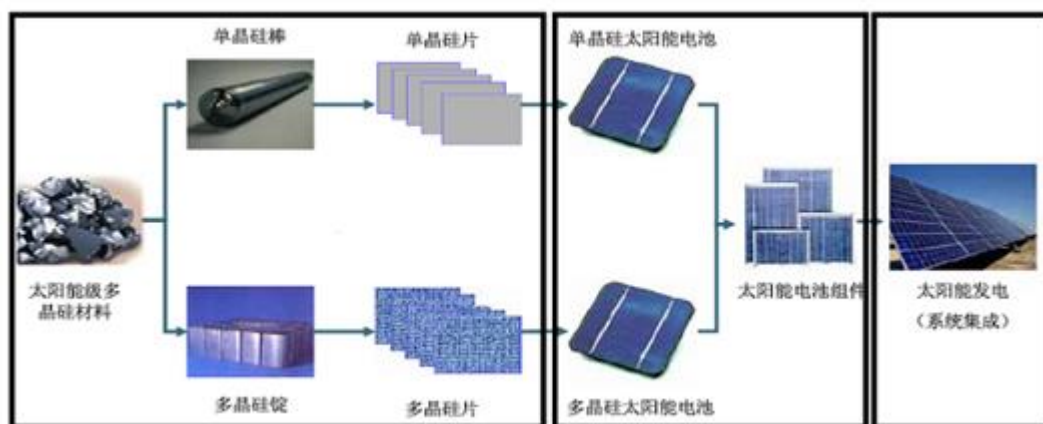 单晶硅棒
单晶硅片
单晶硅太阳能电池
太阳能级多
晶硅材料
太阳能电池组件
太阳能发电
（系统集成）
多晶硅锭
多晶硅片
多晶硅太阳能电池